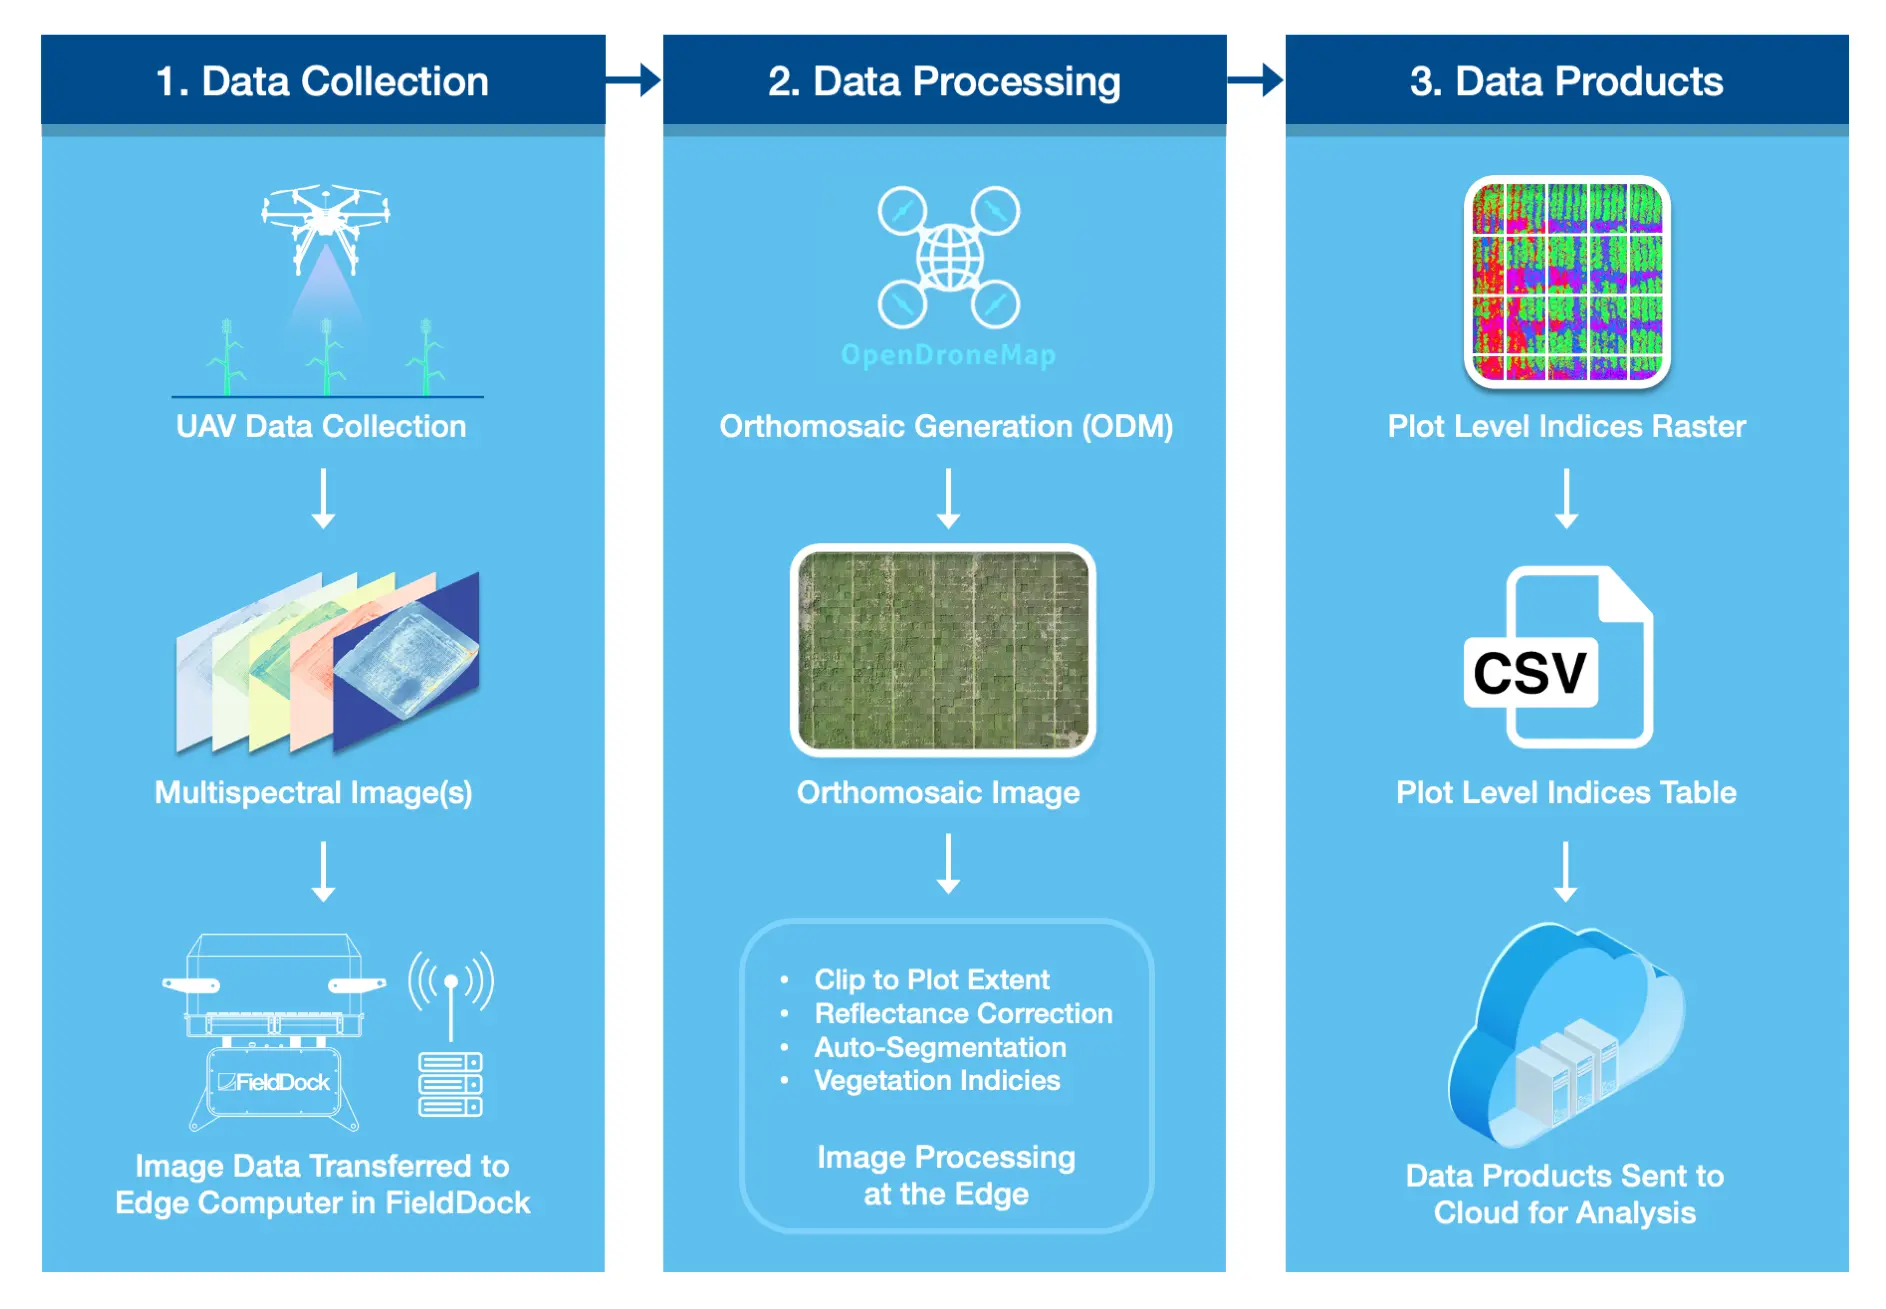 1. Data Collection
UAV Data Collection
Multispectral Image(s)
FieldDock
Image Data Transferred to
Edge Computer in FieldDock
2. Data Processing
OpenDroneMap
Orthomosaic Generation (ODM)
Orthomosaic Image
• Clip to Plot Extent
• Reflectance Correction
• Auto-Segmentation
• Vegetation Indicies
Image Processing
at the Edge
3. Data Products
Plot Level Indices Raster
CSV
Plot Level Indices Table
Data Products Sent to
Cloud for Analysis